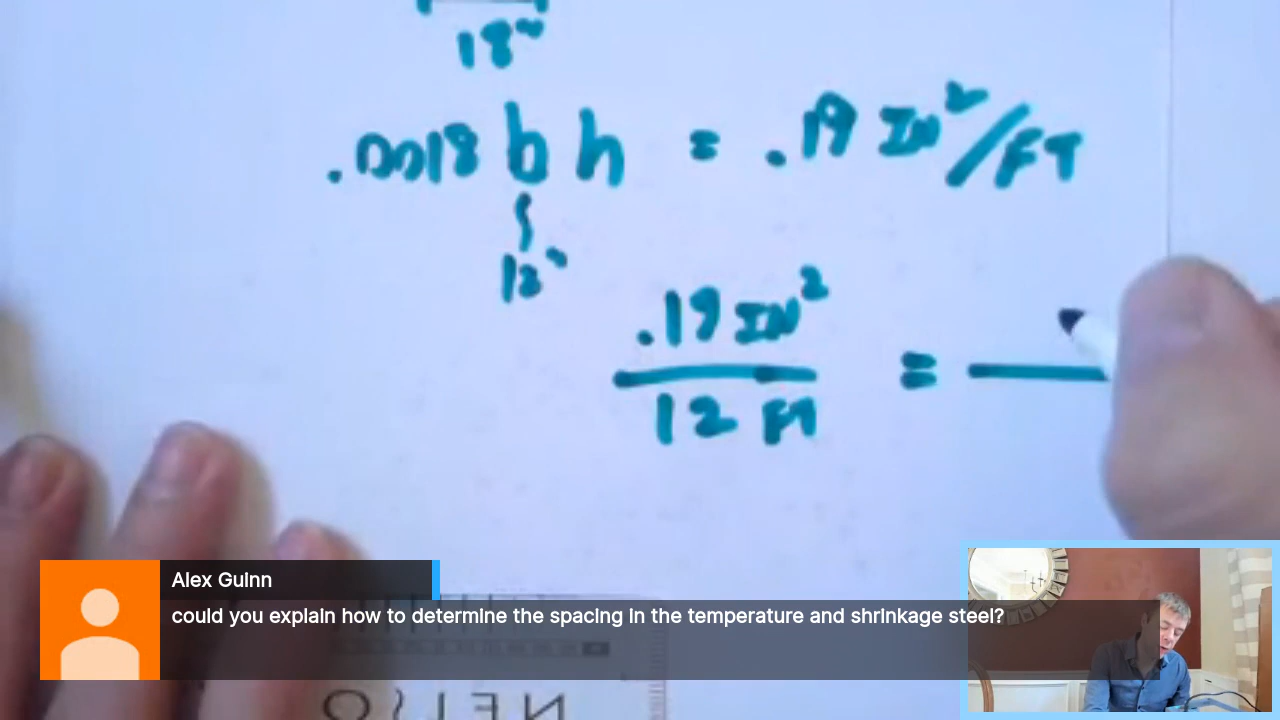 18"
.0018 b h = .19 IN²/FT
12"
.19 IN² =
12 FT
Alex Guinn
could you explain how to determine the spacing in the temperature and shrinkage steel?